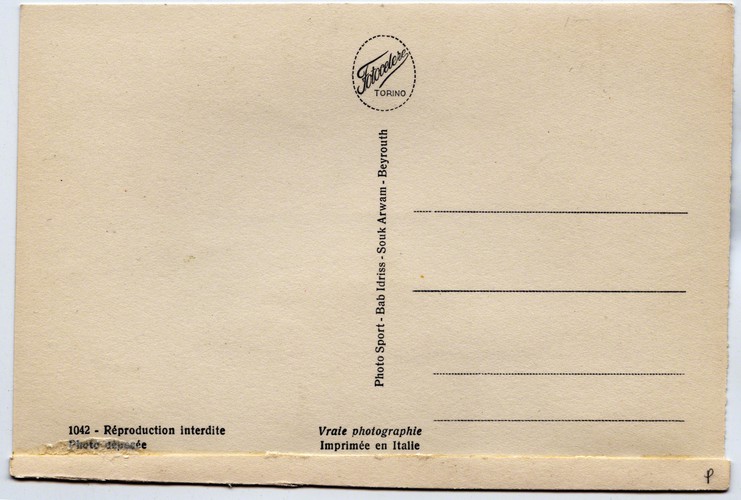 Fotocelere
TORINO
Photo Sport - Bab Idriss - Souk Arwam - Beyrouth
1042 - Réproduction interdite
Photo déposée
Vraie photographie
Imprimée en Italie
P